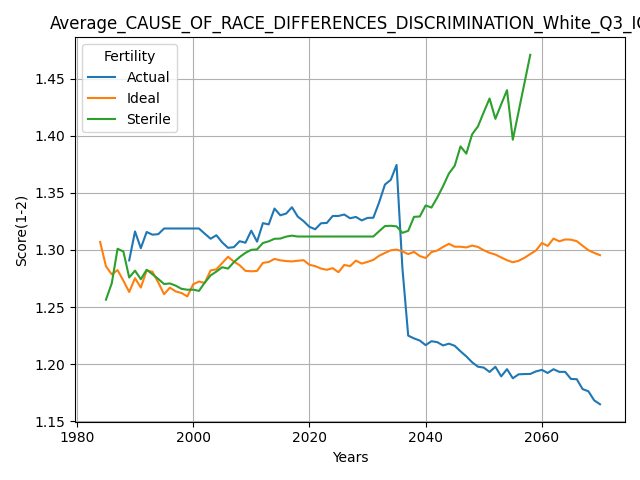 Average_CAUSE_OF_RACE_DIFFERENCES_DISCRIMINATION_White_Q3_IQ
Fertility
Actual
Ideal
Sterile
Score(1-2)
1.45
1.40
1.35
1.30
1.25
1.20
1.15
1980
2000
2020
2040
2060
Years